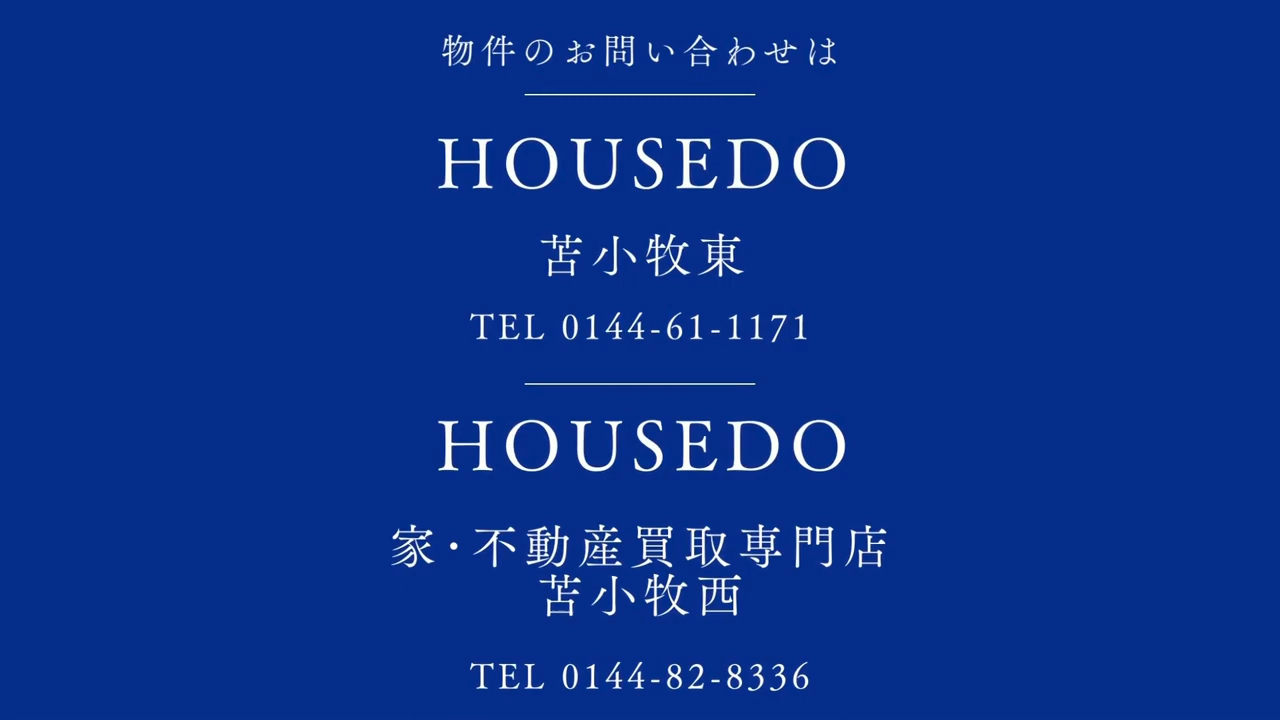 物件のお問い合わせは
HOUSEDO
苫小牧東
TEL 0144-61-1171
HOUSEDO
家・不動産買取専門店
苫小牧西
TEL 0144-82-8336